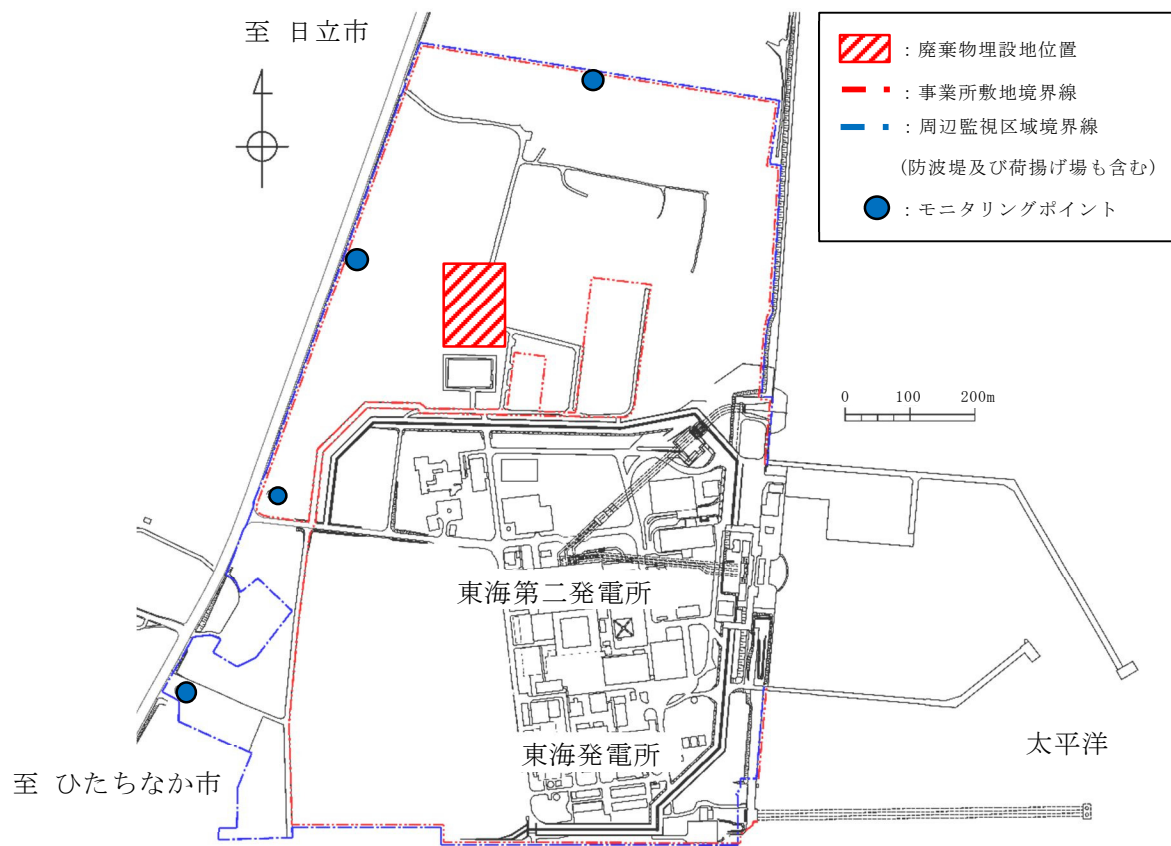 至 日立市
：廃棄物埋設地位置
：事業所敷地境界線
：周辺監視区域境界線
(防波堤及び荷揚げ場も含む)
：モニタリングポイント
0 100 200m
東海第二発電所
東海発電所
太平洋
至 ひたちなか市